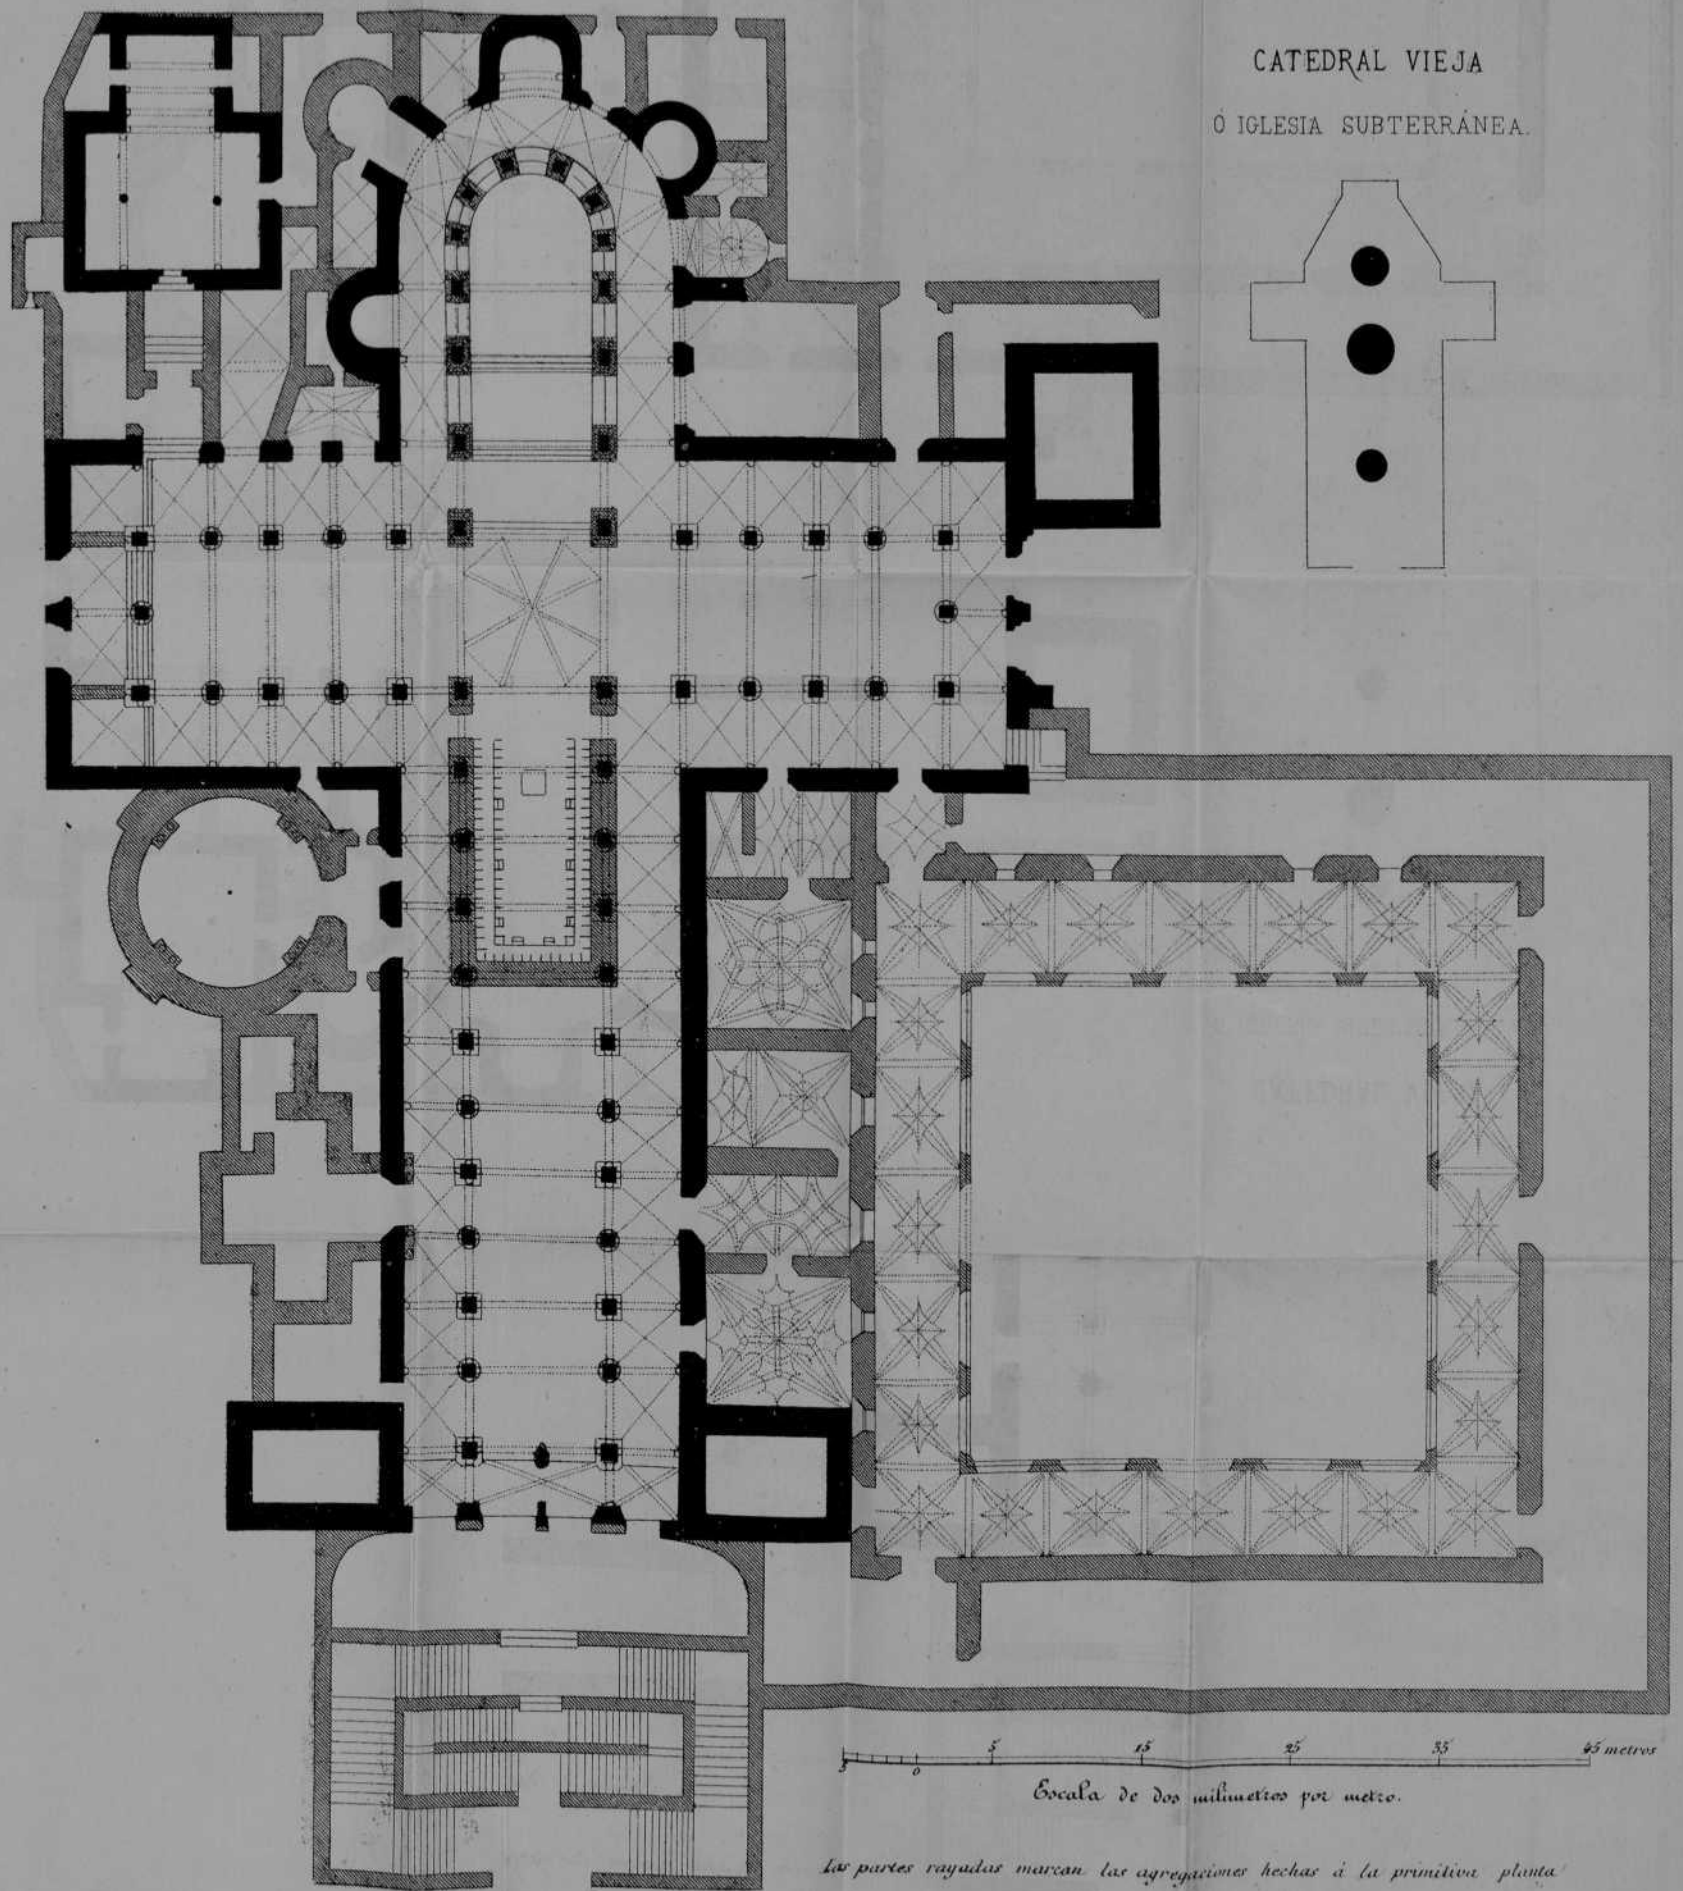 CATEDRAL VIEJA
Ó IGLESIA SUBTERRÁNEA.
5 0 5 15 25 35 45 metros
Escala de dos milimetros por metro.
Las partes rayadas marcan las agregaciones hechas á la primitiva planta